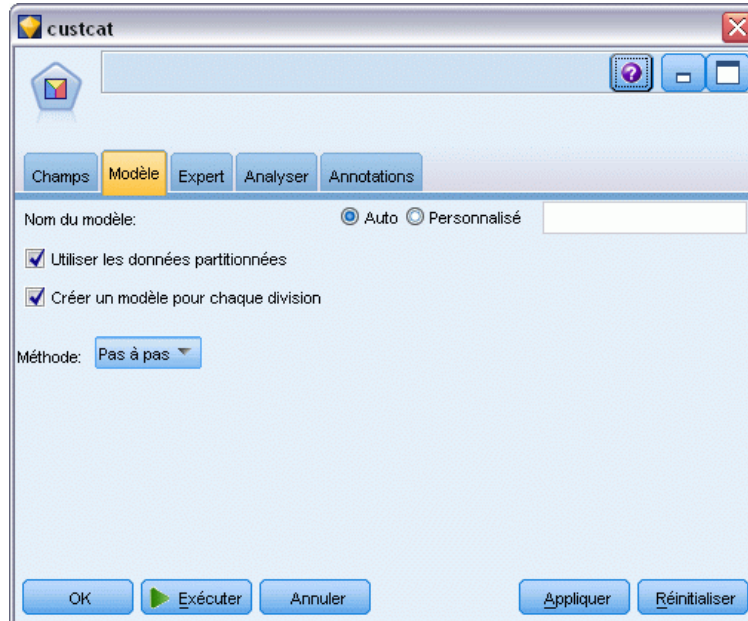 custcat
Champs Modèle Expert Analyser Annotations
Nom du modèle: Auto Personnalisé
Utiliser les données partitionnées
Créer un modèle pour chaque division
Méthode: Pas à pas
OK Exécuter Annuler Appliquer Réinitialiser